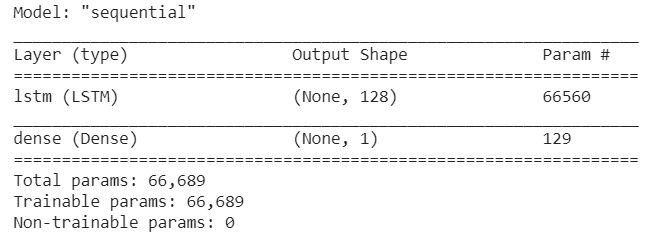 Model: "sequential"
_________________________________________________________________
Layer (type)                 Output Shape              Param #
=================================================================
lstm (LSTM)                  (None, 128)               66560
_________________________________________________________________
dense (Dense)                (None, 1)                 129
=================================================================
Total params: 66,689
Trainable params: 66,689
Non-trainable params: 0